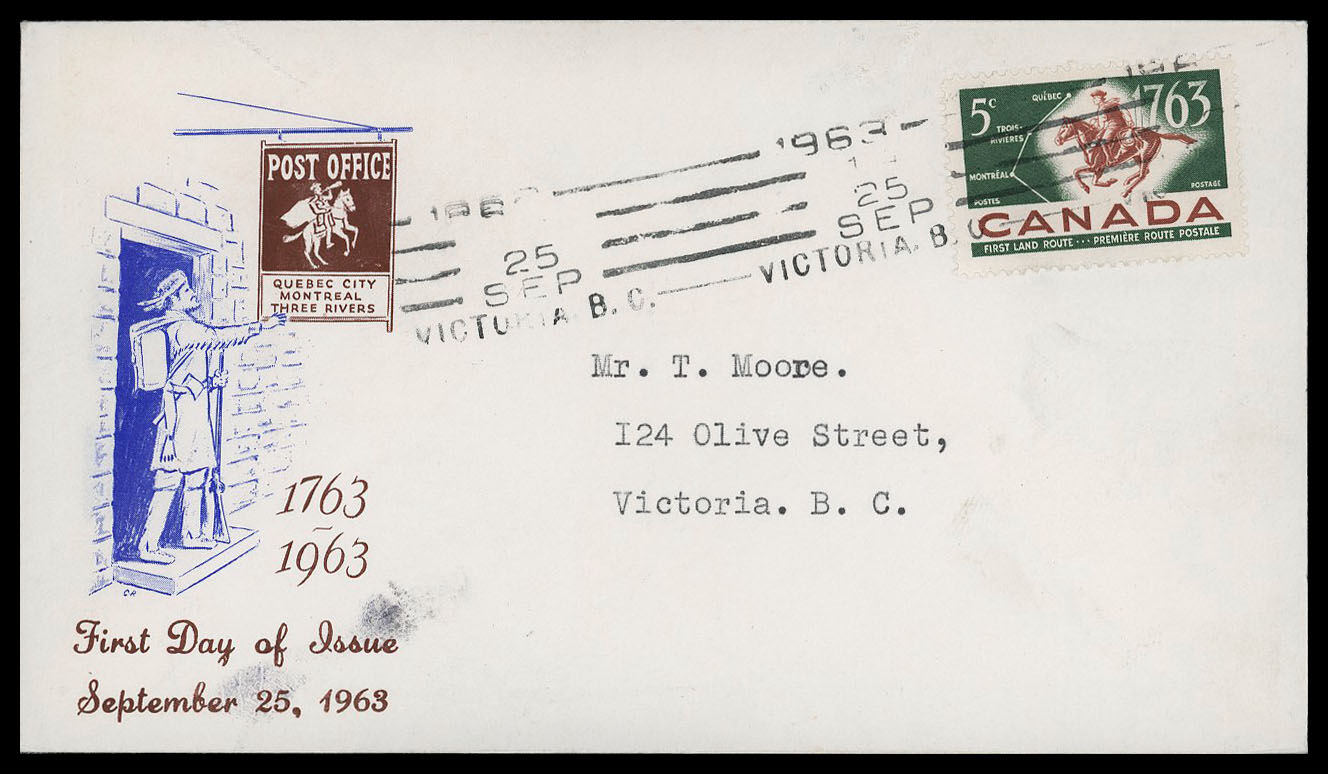 POST OFFICE
QUEBEC CITY
MONTREAL
THREE RIVERS
1763
–
1963
CR
First Day of Issue
September 25, 1963
25
SEP
VICTORIA. B. C.
1963
25
SEP
VICTORIA. B. C.
5c
QUÉBEC
1763
TROIS-
RIVIÈRES
MONTRÉAL
POSTES
POSTAGE
CANADA
FIRST LAND ROUTE ··· PREMIÈRE ROUTE POSTALE
Mr. T. Moore.
I24 Olive Street,
Victoria. B. C.